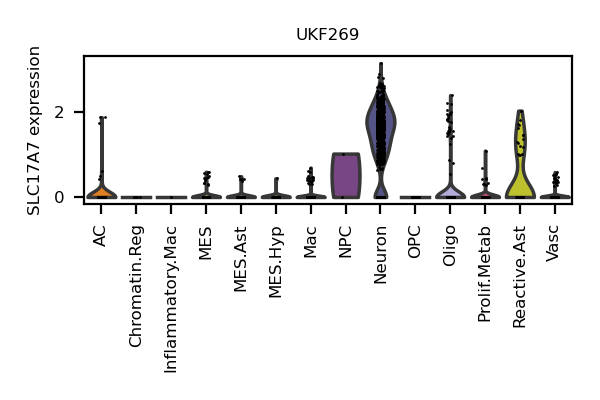 UKF269
SLC17A7 expression
2
0
AC
Chromatin.Reg
Inflammatory.Mac
MES
MES.Ast
MES.Hyp
Mac
NPC
Neuron
OPC
Oligo
Prolif.Metab
Reactive.Ast
Vasc